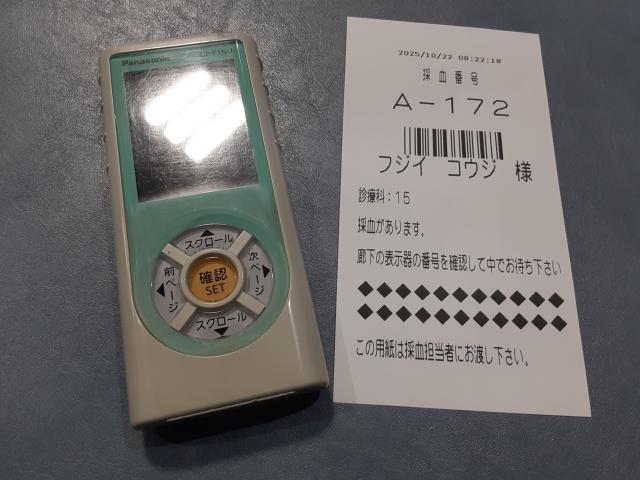 Panasonic
スクロール
前ページ
確認
SET
次ページ
スクロール
2025/10/22 08:22:18
採血番号
A-172
フジイ コウジ 様
診療科:15
採血があります。
廊下の表示器の番号を確認して中でお待ち下さい
◆◆◆◆◆◆◆◆◆◆◆◆
◆◆◆◆◆◆◆◆◆◆◆◆
この用紙は採血担当者にお渡し下さい。